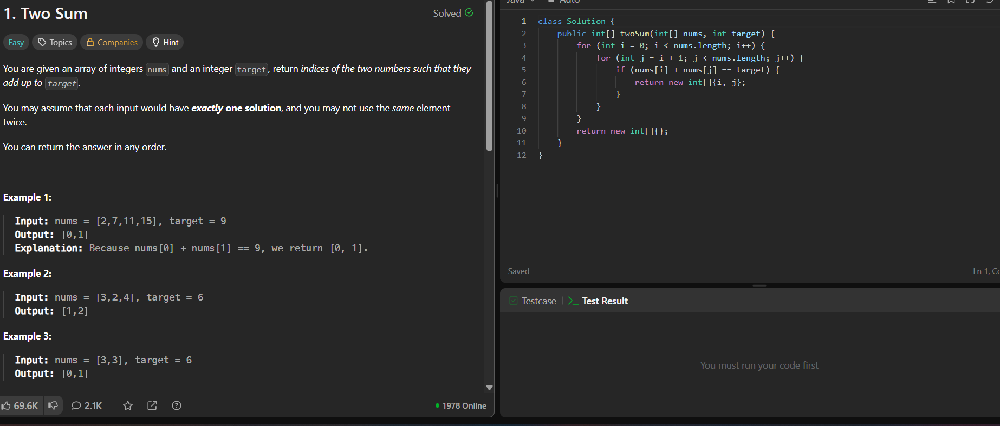 1. Two Sum
Solved
Easy Topics Companies Hint
You are given an array of integers nums and an integer target, return indices of the two numbers such that they
add up to target.
You may assume that each input would have exactly one solution, and you may not use the same element
twice.
You can return the answer in any order.
Example 1:
Input: nums = [2,7,11,15], target = 9
Output: [0,1]
Explanation: Because nums[0] + nums[1] == 9, we return [0, 1].
Example 2:
Input: nums = [3,2,4], target = 6
Output: [1,2]
Example 3:
Input: nums = [3,3], target = 6
Output: [0,1]
69.6K 2.1K
1978 Online
Java Auto
1 class Solution {
2 public int[] twoSum(int[] nums, int target) {
3 for (int i = 0; i < nums.length; i++) {
4 for (int j = i + 1; j < nums.length; j++) {
5 if (nums[i] + nums[j] == target) {
6 return new int[]{i, j};
7 }
8 }
9 }
10 return new int[]{};
11 }
12 }
Saved
Ln 1, Co
Testcase
>_ Test Result
You must run your code first